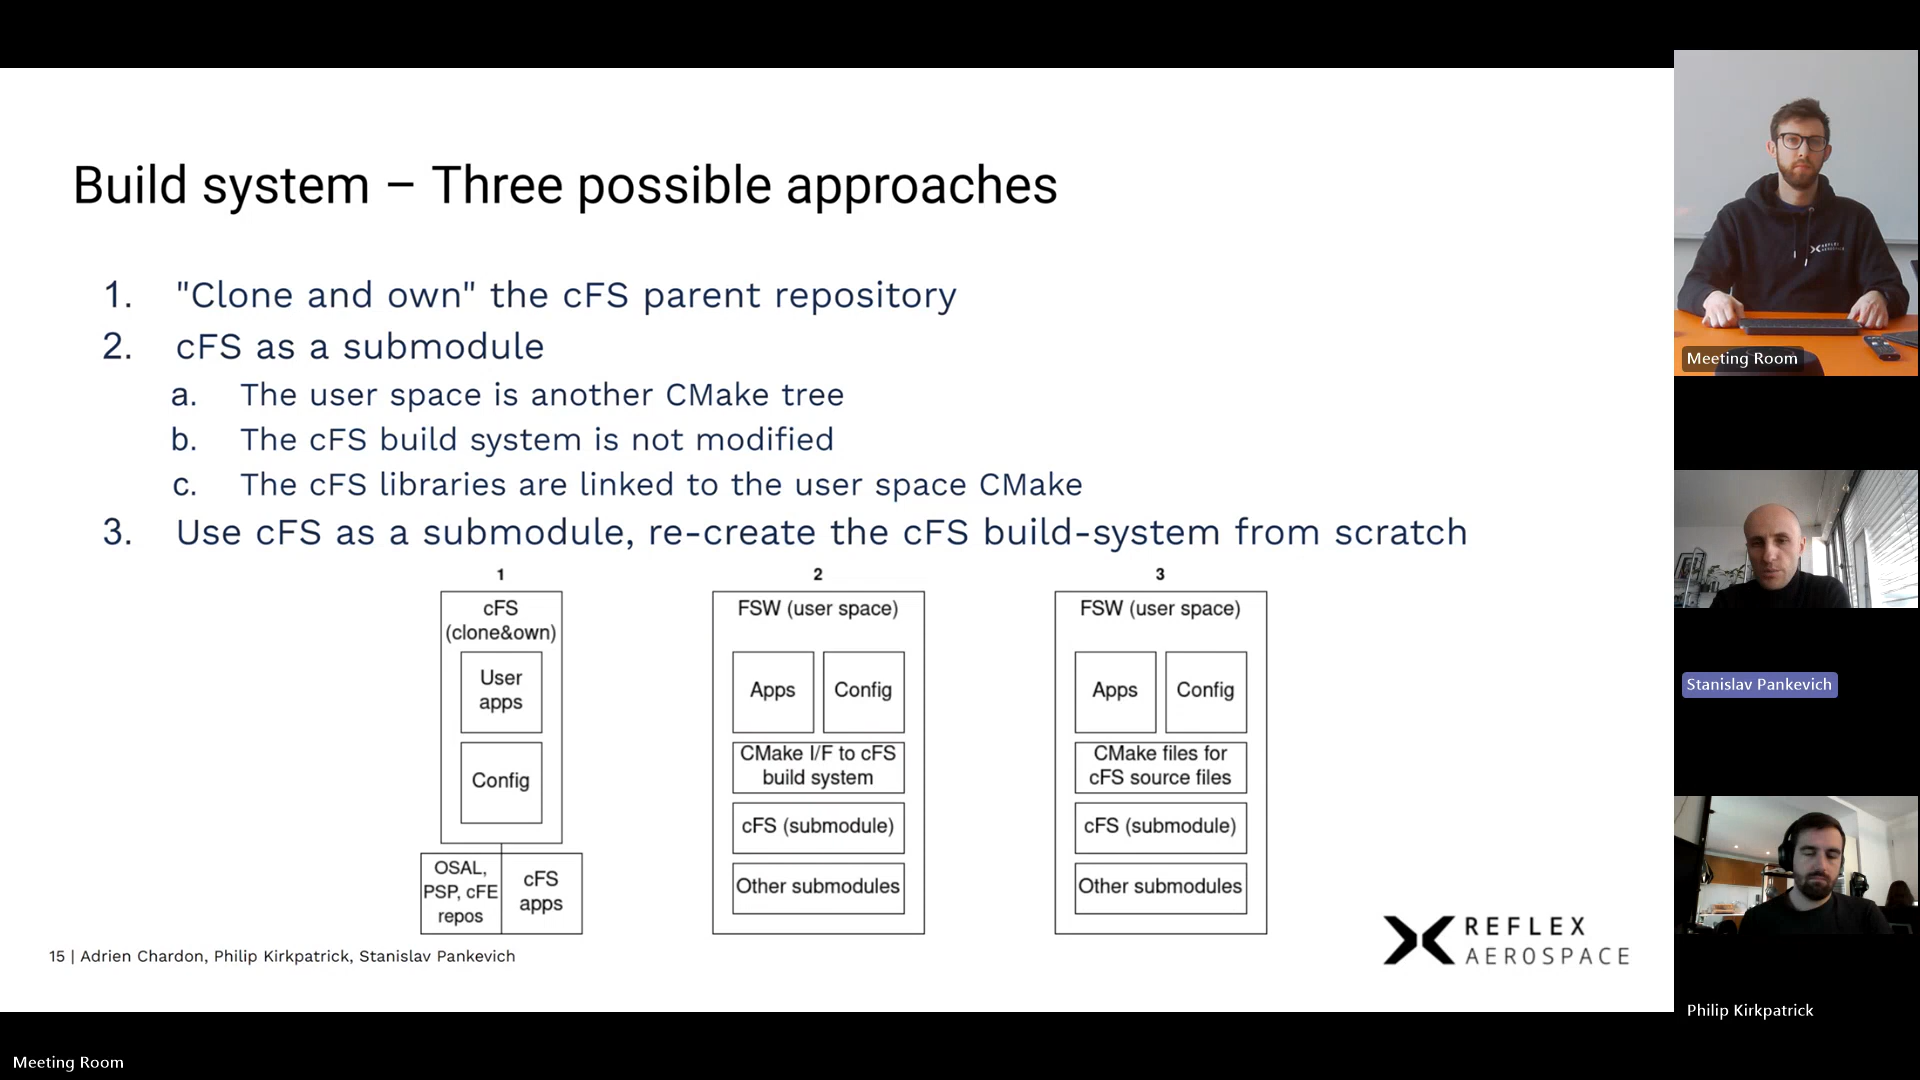 Build system – Three possible approaches
1. "Clone and own" the cFS parent repository
2. cFS as a submodule
a. The user space is another CMake tree
b. The cFS build system is not modified
c. The cFS libraries are linked to the user space CMake
3. Use cFS as a submodule, re-create the cFS build-system from scratch
1
cFS
(clone&own)
User
apps
Config
OSAL,
PSP, cFE
repos
cFS
apps
2
FSW (user space)
Apps
Config
CMake I/F to cFS
build system
cFS (submodule)
Other submodules
3
FSW (user space)
Apps
Config
CMake files for
cFS source files
cFS (submodule)
Other submodules
15 | Adrien Chardon, Philip Kirkpatrick, Stanislav Pankevich
REFLEX
AEROSPACE
REFLEX
AEROSPACE
Meeting Room
Stanislav Pankevich
Philip Kirkpatrick
Meeting Room